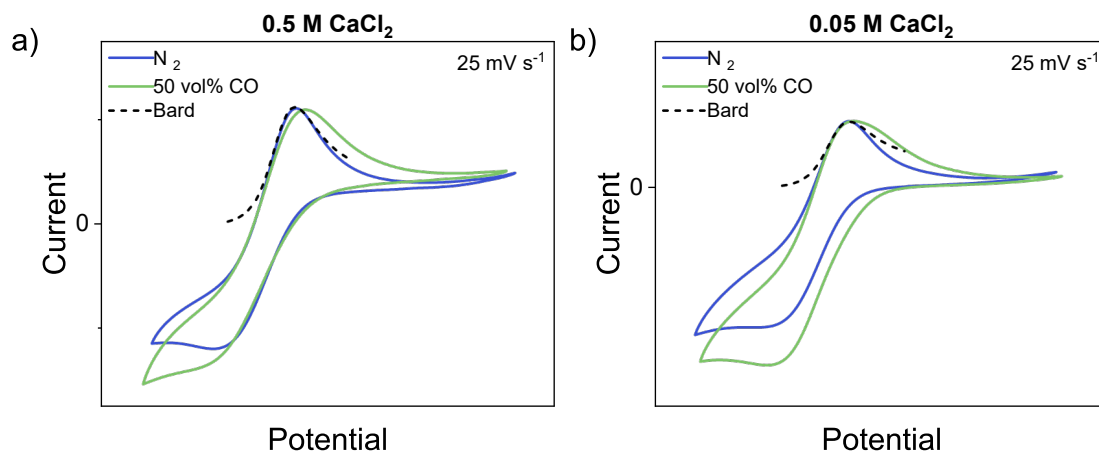 a)
0.5 M CaCl₂
N ₂
50 vol% CO
Bard
25 mV s⁻¹
0
Current
Potential
b)
0.05 M CaCl₂
N ₂
50 vol% CO
Bard
25 mV s⁻¹
0
Current
Potential